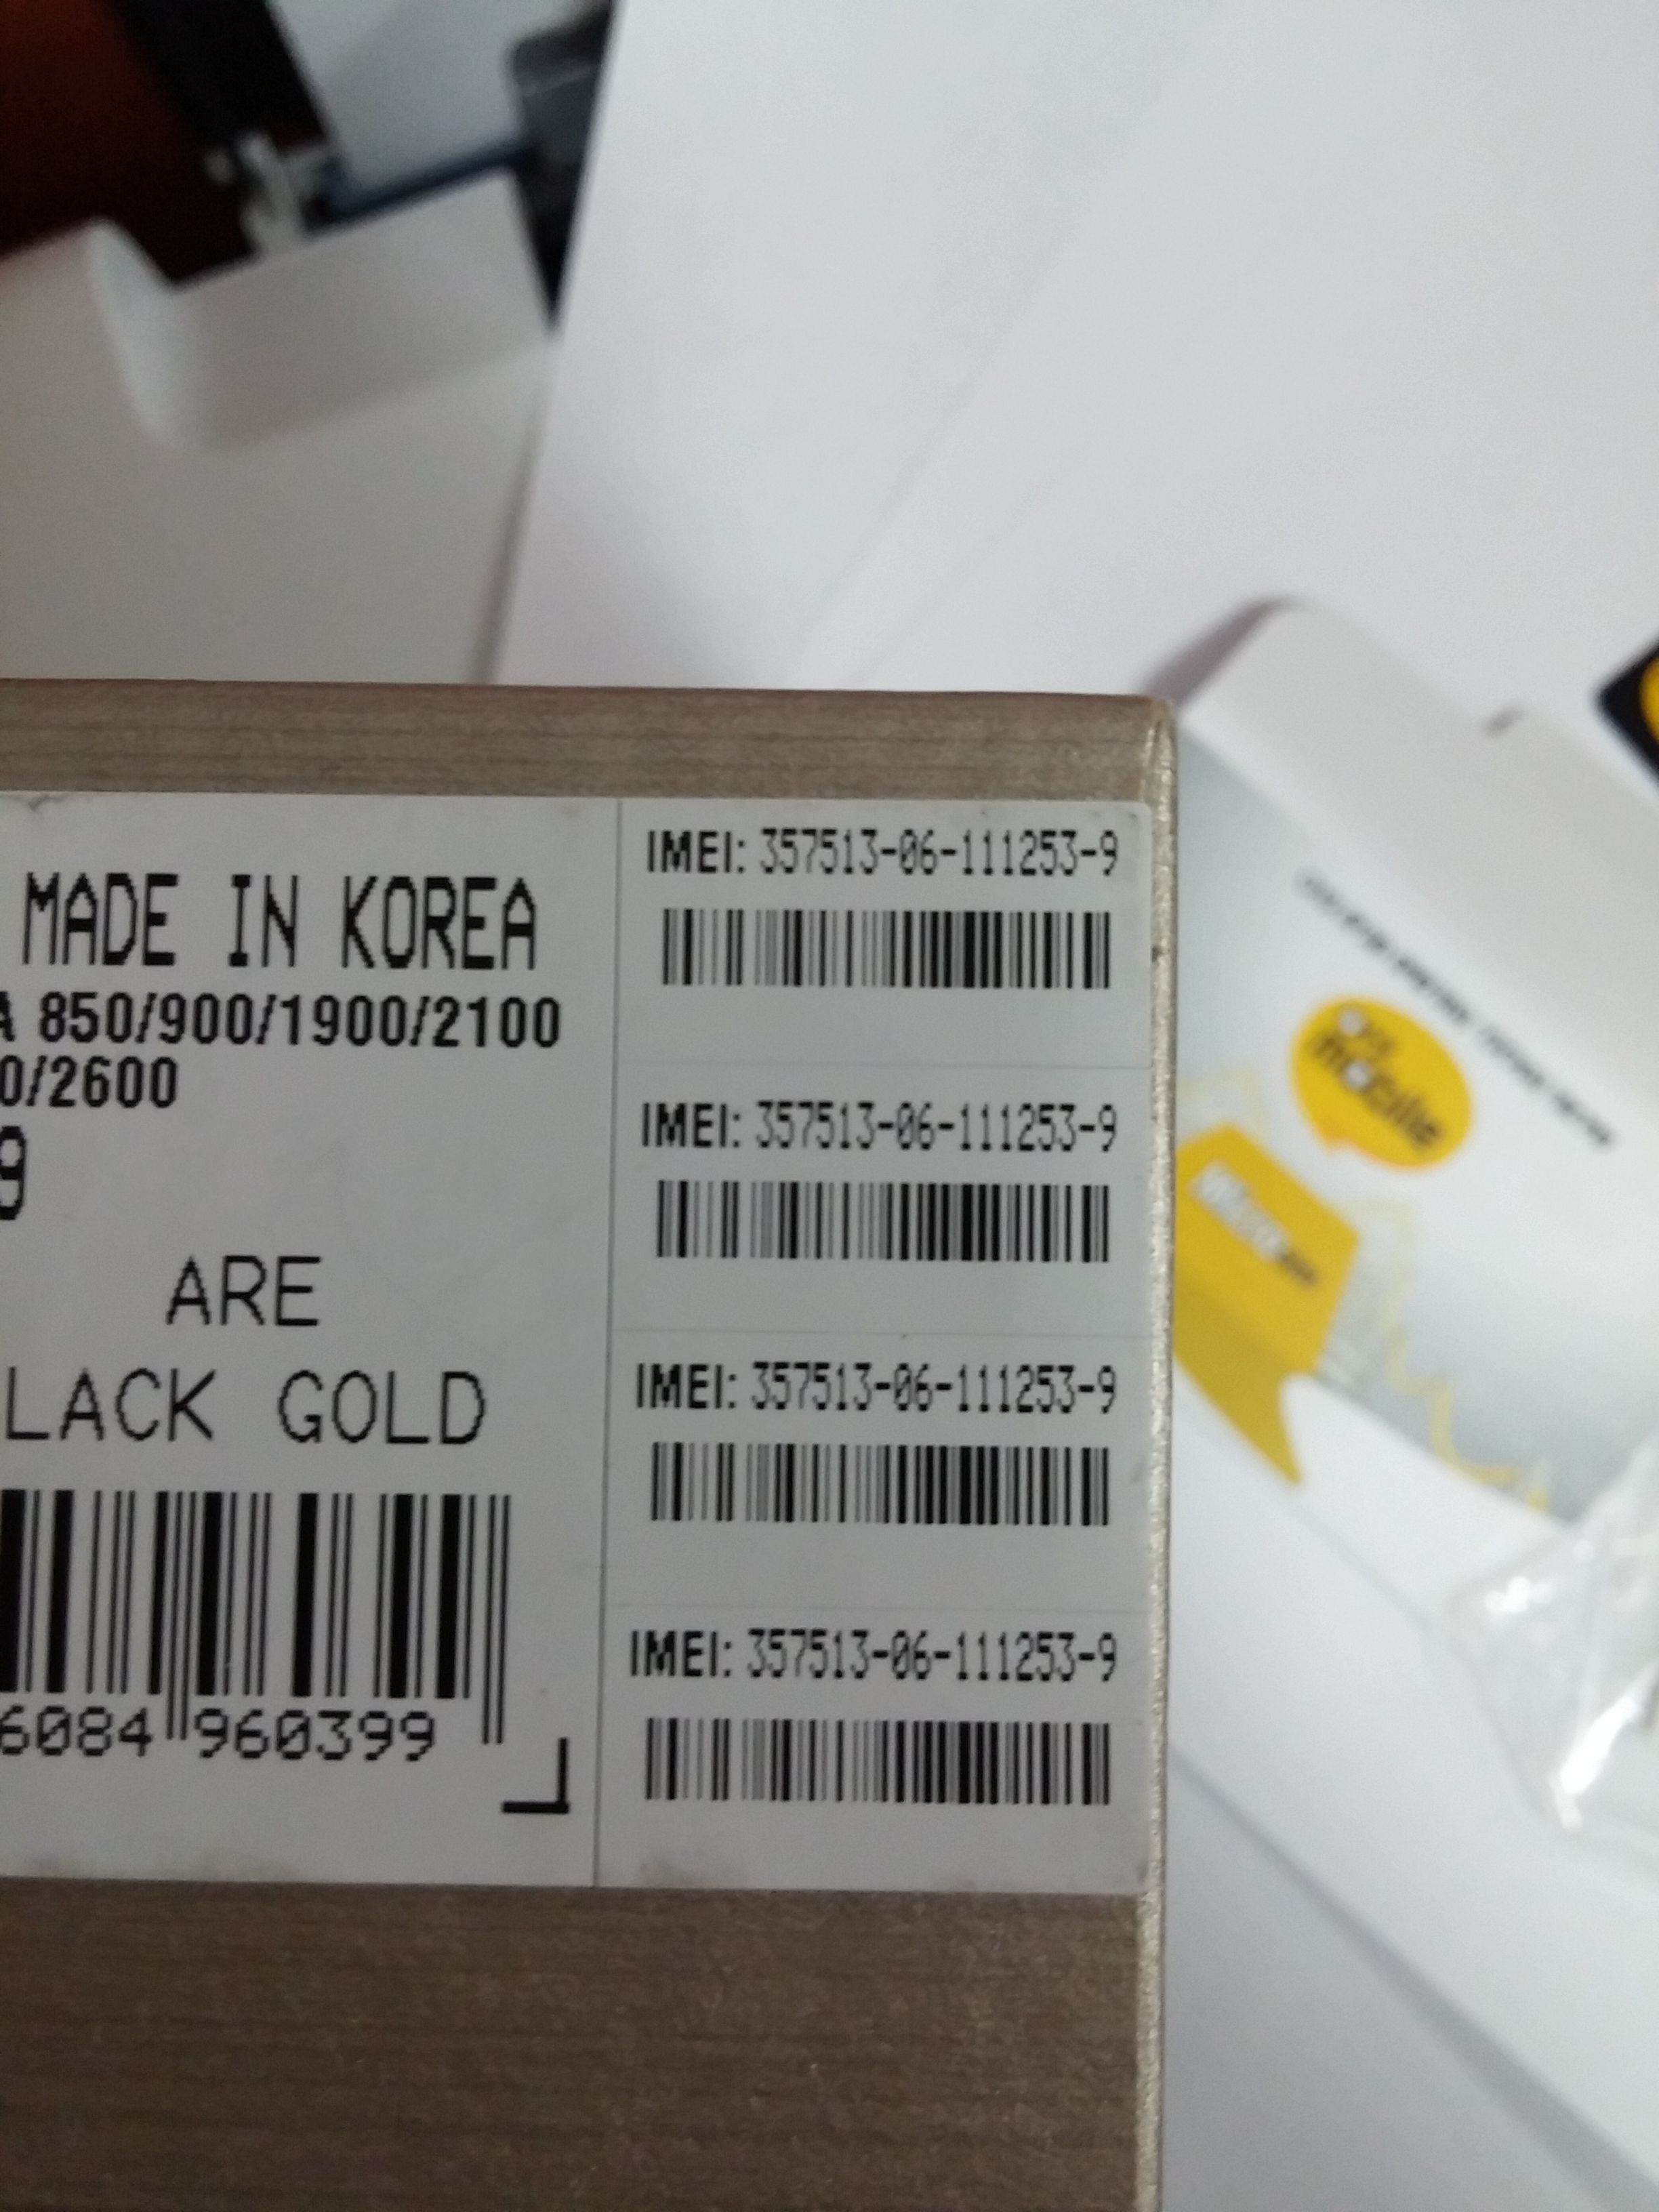 MADE IN KOREA
A 850/900/1900/2100
0/2600
9
ARE
LACK GOLD
6084 960399
IMEI: 357513-06-111253-9
IMEI: 357513-06-111253-9
IMEI: 357513-06-111253-9
IMEI: 357513-06-111253-9
mobile